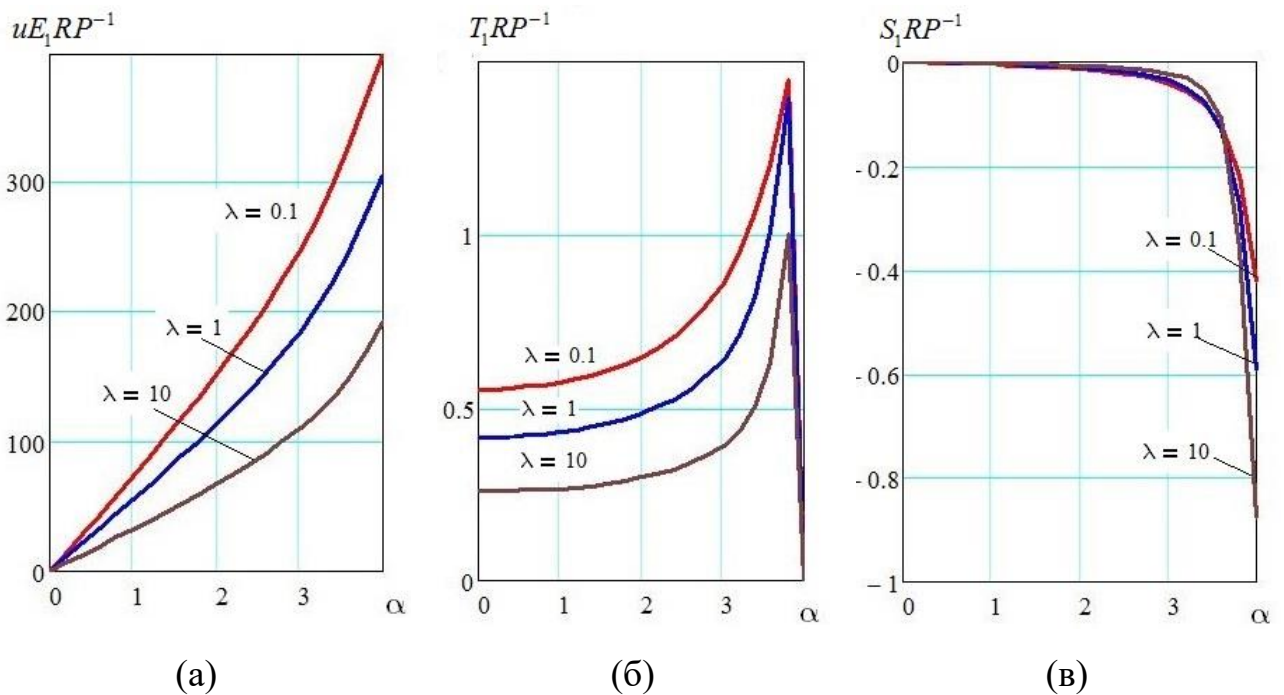 uE₁RP⁻¹
300
200
100
0
0 1 2 3 α
λ = 0.1
λ = 1
λ = 10
(а)
T₁RP⁻¹
1
0.5
0
0 1 2 3 α
λ = 0.1
λ = 1
λ = 10
(б)
S₁RP⁻¹
0
- 0.2
- 0.4
- 0.6
- 0.8
− 1
0 1 2 3 α
λ = 0.1
λ = 1
λ = 10
(в)